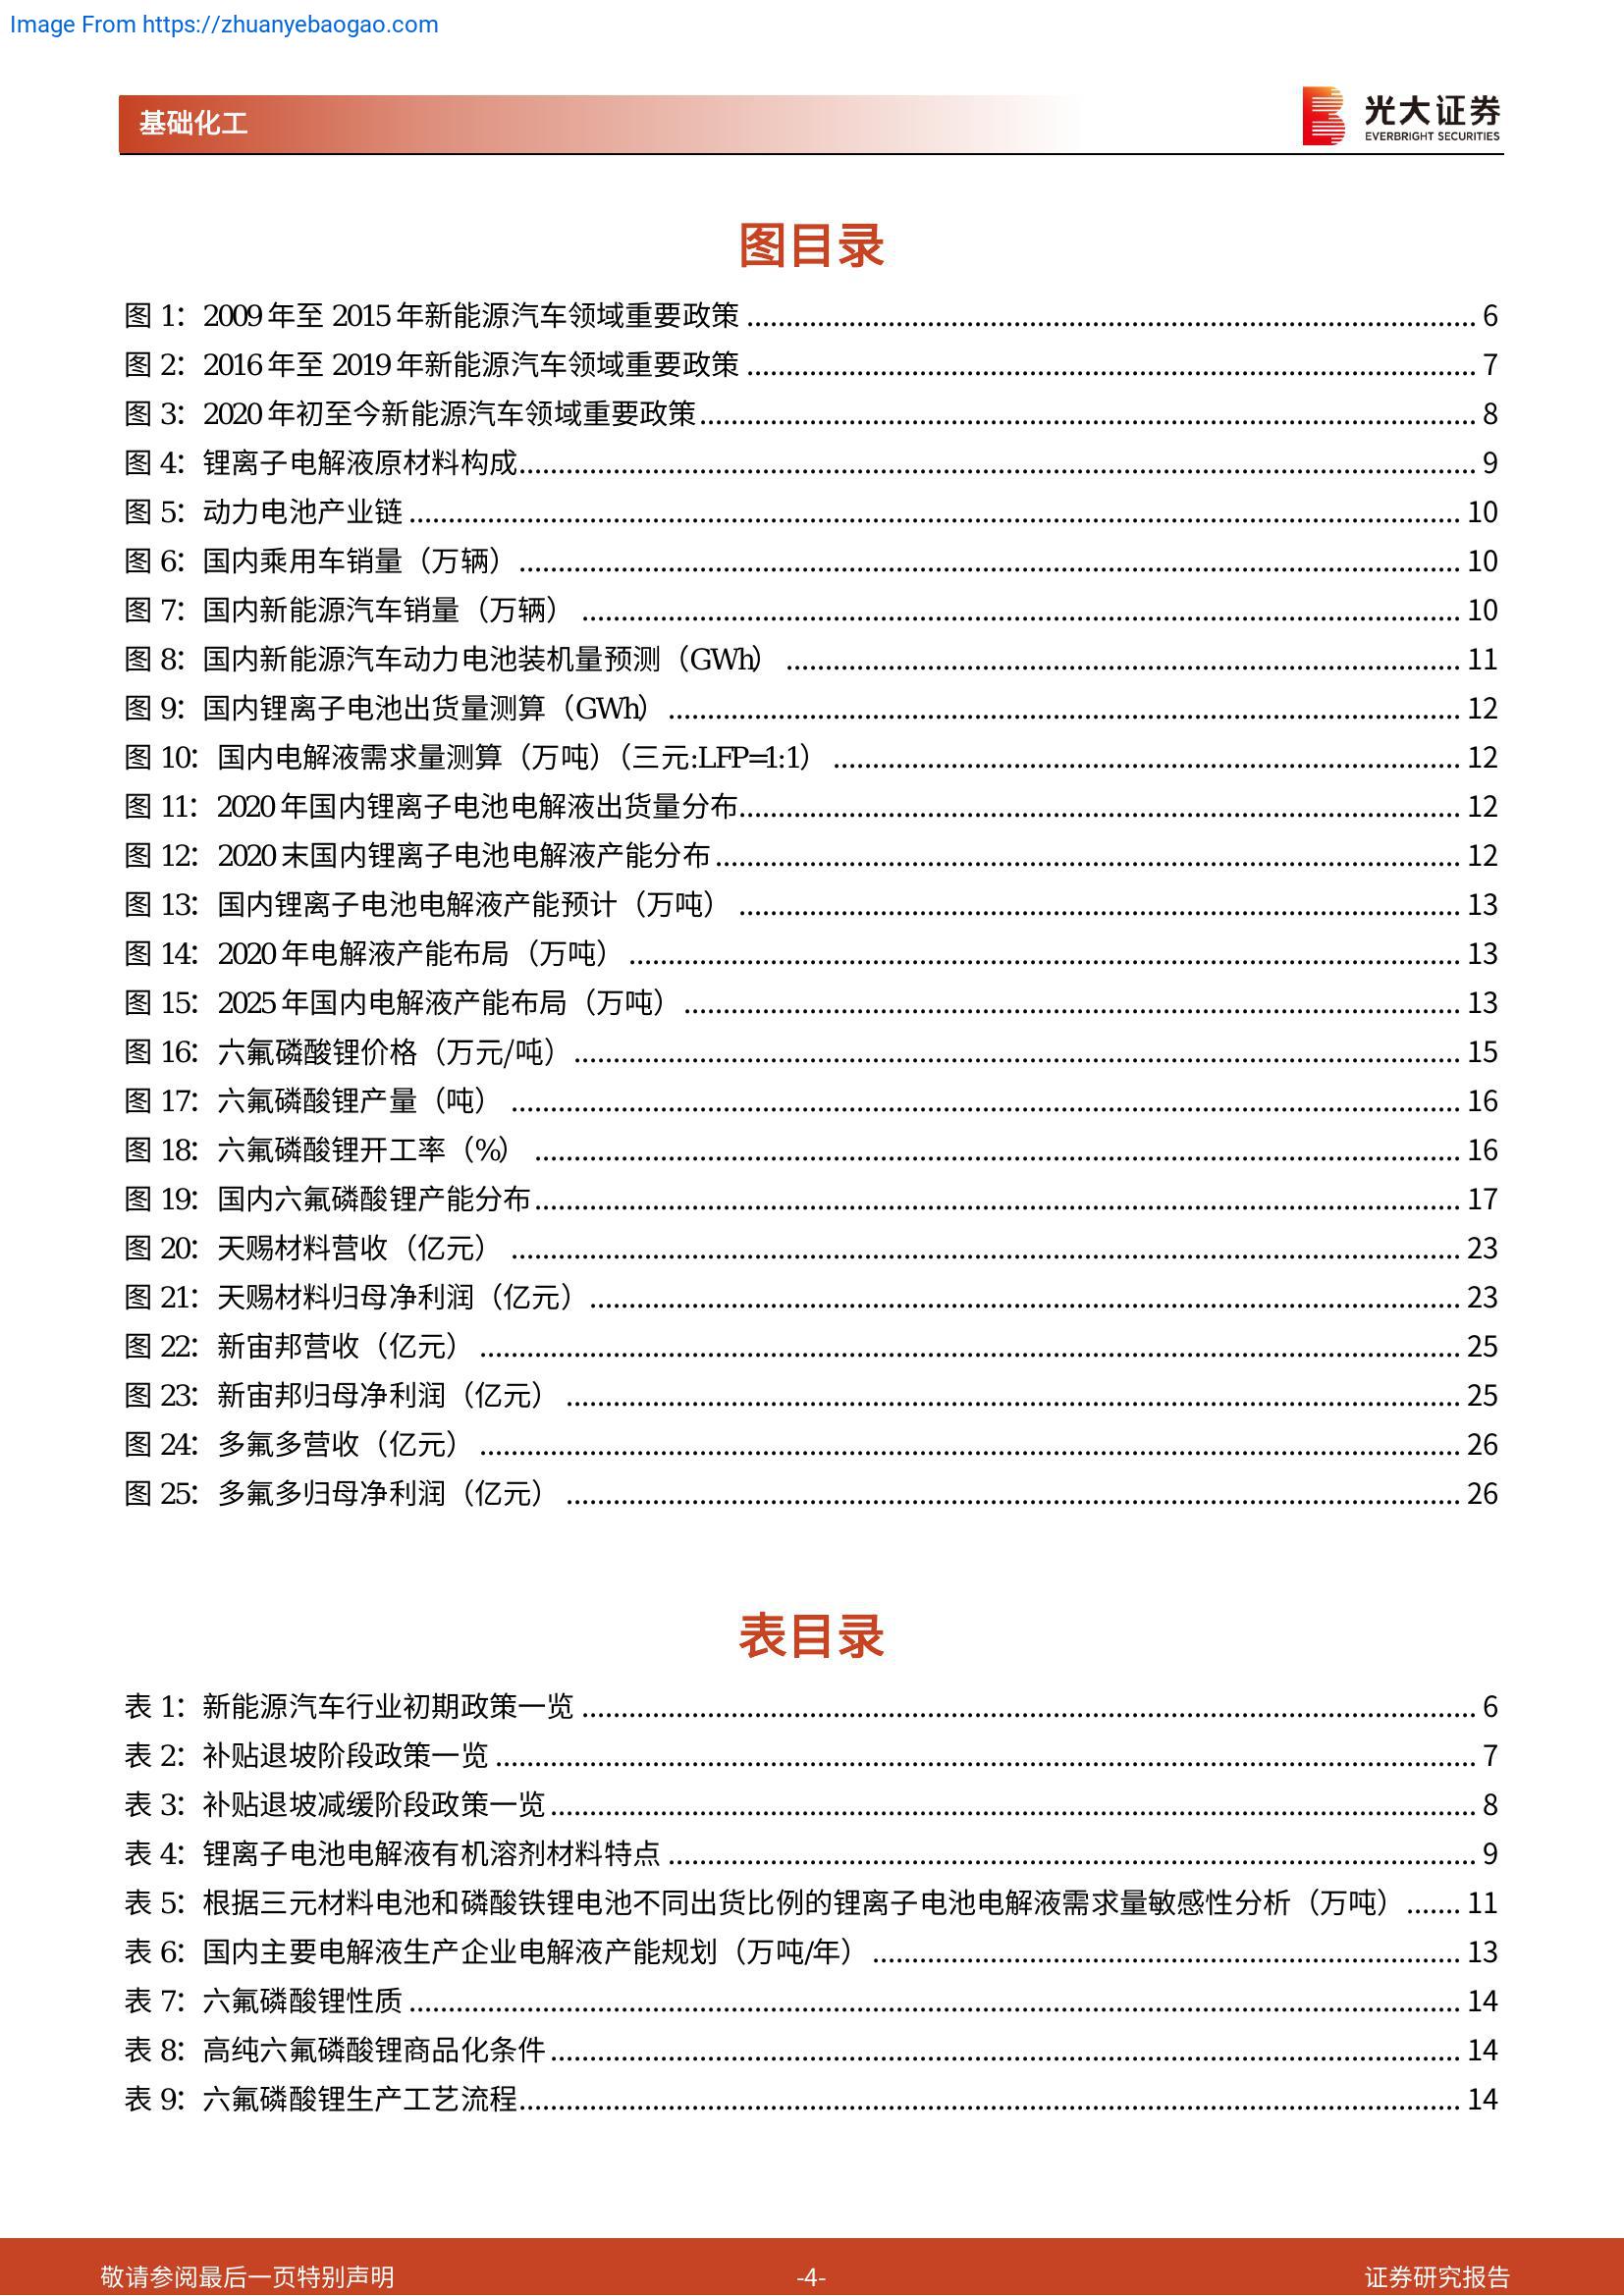 Image From https://zhuanyebaogao.com
基础化工
光大证券
EVERBRIGHT SECURITIES
图目录
图 1：2009 年至 2015 年新能源汽车领域重要政策 ........ 6
图 2：2016 年至 2019 年新能源汽车领域重要政策 ........ 7
图 3：2020 年初至今新能源汽车领域重要政策 ........ 8
图 4：锂离子电解液原材料构成 ........ 9
图 5：动力电池产业链 ........ 10
图 6：国内乘用车销量（万辆） ........ 10
图 7：国内新能源汽车销量（万辆） ........ 10
图 8：国内新能源汽车动力电池装机量预测（GWh） ........ 11
图 9：国内锂离子电池出货量测算（GWh） ........ 12
图 10：国内电解液需求量测算（万吨）（三元:LFP=1:1） ........ 12
图 11：2020 年国内锂离子电池电解液出货量分布 ........ 12
图 12：2020 末国内锂离子电池电解液产能分布 ........ 12
图 13：国内锂离子电池电解液产能预计（万吨） ........ 13
图 14：2020 年电解液产能布局（万吨） ........ 13
图 15：2025 年国内电解液产能布局（万吨） ........ 13
图 16：六氟磷酸锂价格（万元/吨） ........ 15
图 17：六氟磷酸锂产量（吨） ........ 16
图 18：六氟磷酸锂开工率（%） ........ 16
图 19：国内六氟磷酸锂产能分布 ........ 17
图 20：天赐材料营收（亿元） ........ 23
图 21：天赐材料归母净利润（亿元） ........ 23
图 22：新宙邦营收（亿元） ........ 25
图 23：新宙邦归母净利润（亿元） ........ 25
图 24：多氟多营收（亿元） ........ 26
图 25：多氟多归母净利润（亿元） ........ 26
表目录
表 1：新能源汽车行业初期政策一览 ........ 6
表 2：补贴退坡阶段政策一览 ........ 7
表 3：补贴退坡减缓阶段政策一览 ........ 8
表 4：锂离子电池电解液有机溶剂材料特点 ........ 9
表 5：根据三元材料电池和磷酸铁锂电池不同出货比例的锂离子电池电解液需求量敏感性分析（万吨） ....... 11
表 6：国内主要电解液生产企业电解液产能规划（万吨/年） ........ 13
表 7：六氟磷酸锂性质 ........ 14
表 8：高纯六氟磷酸锂商品化条件 ........ 14
表 9：六氟磷酸锂生产工艺流程 ........ 14
敬请参阅最后一页特别声明
-4-
证券研究报告